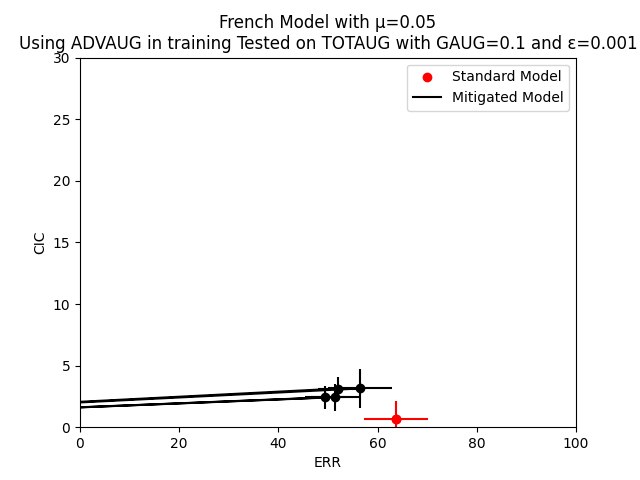 French Model with μ=0.05
Using ADVAUG in training Tested on TOTAUG with GAUG=0.1 and ε=0.001
Standard Model
Mitigated Model
30
25
20
15
10
5
0
CIC
0 20 40 60 80 100
ERR